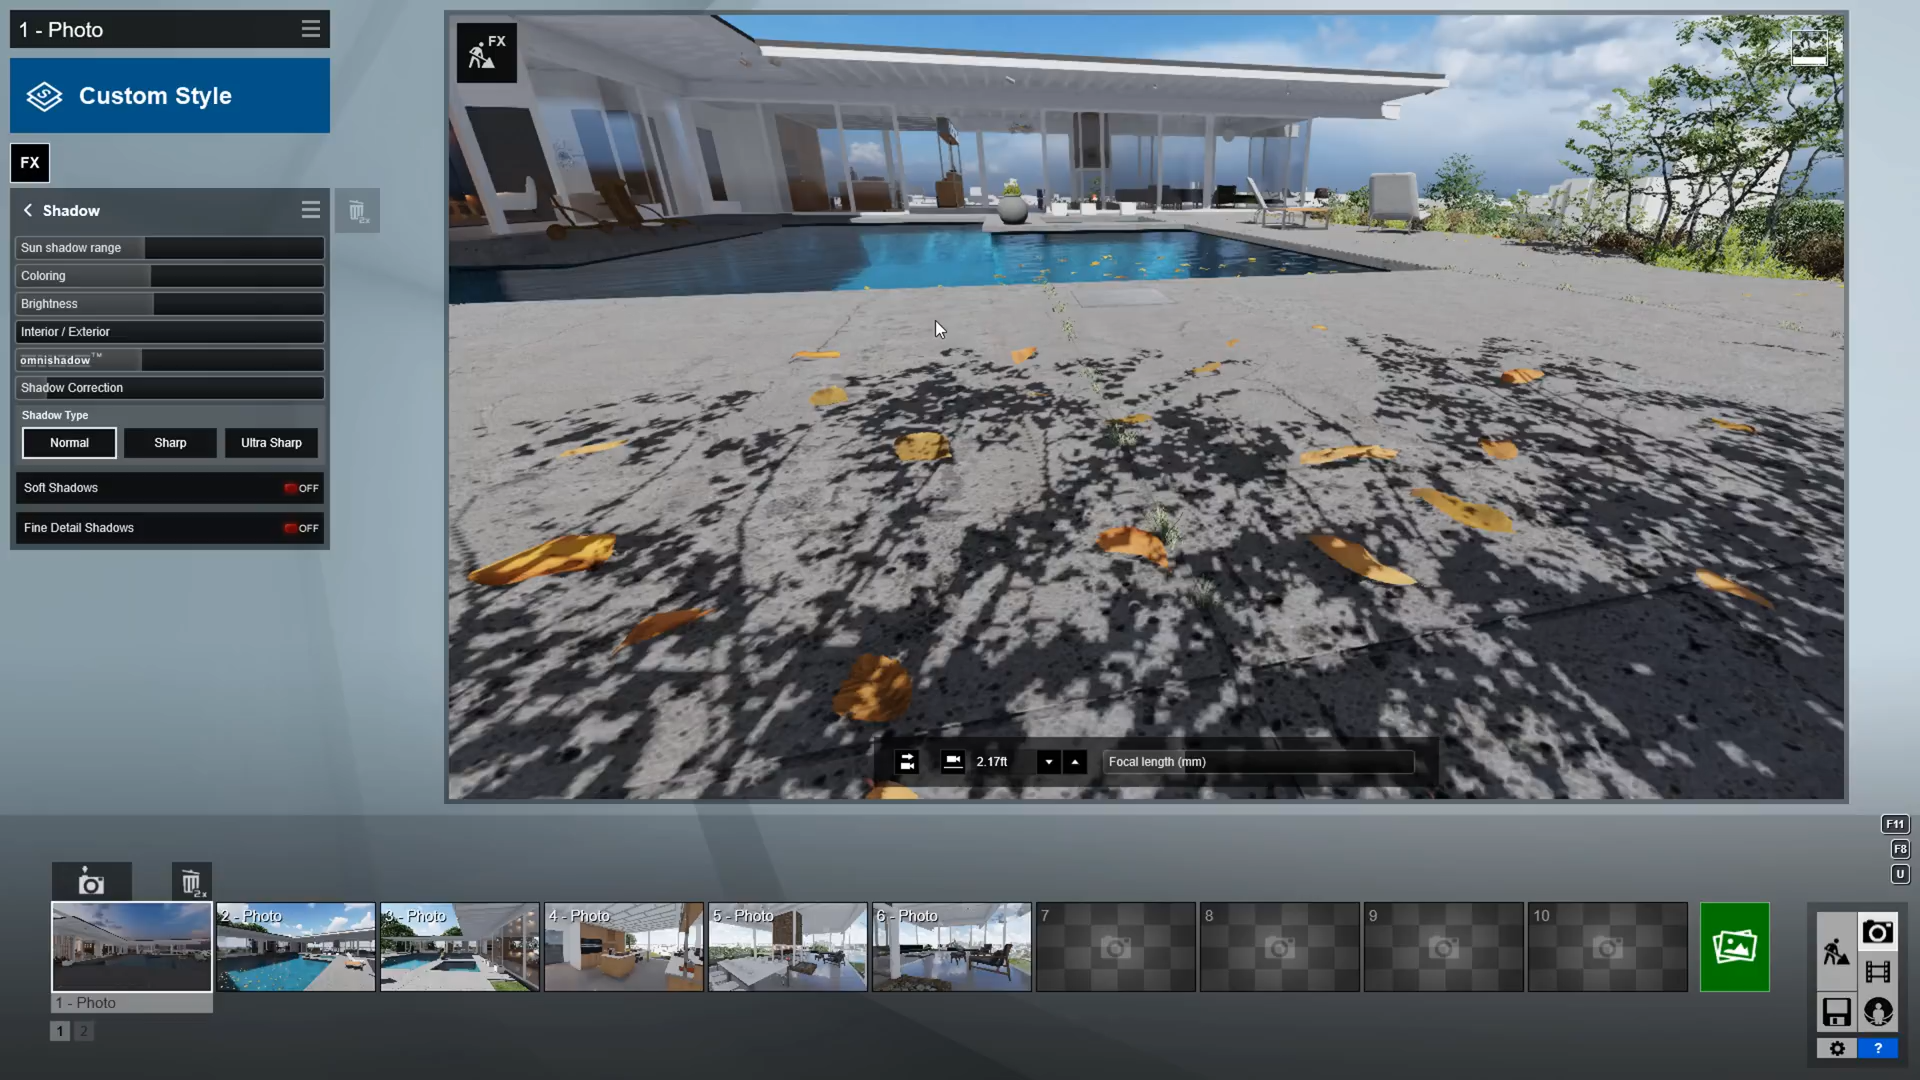 1 - Photo
Custom Style
FX
Shadow
Sun shadow range
Coloring
Brightness
Interior / Exterior
omnishadow™
Shadow Correction
Shadow Type
Normal
Sharp
Ultra Sharp
Soft Shadows
OFF
Fine Detail Shadows
OFF
FX
2.17ft
Focal length (mm)
F11
F8
U
2 - Photo
3 - Photo
4 - Photo
5 - Photo
6 - Photo
7
8
9
10
1 - Photo
1
2
?